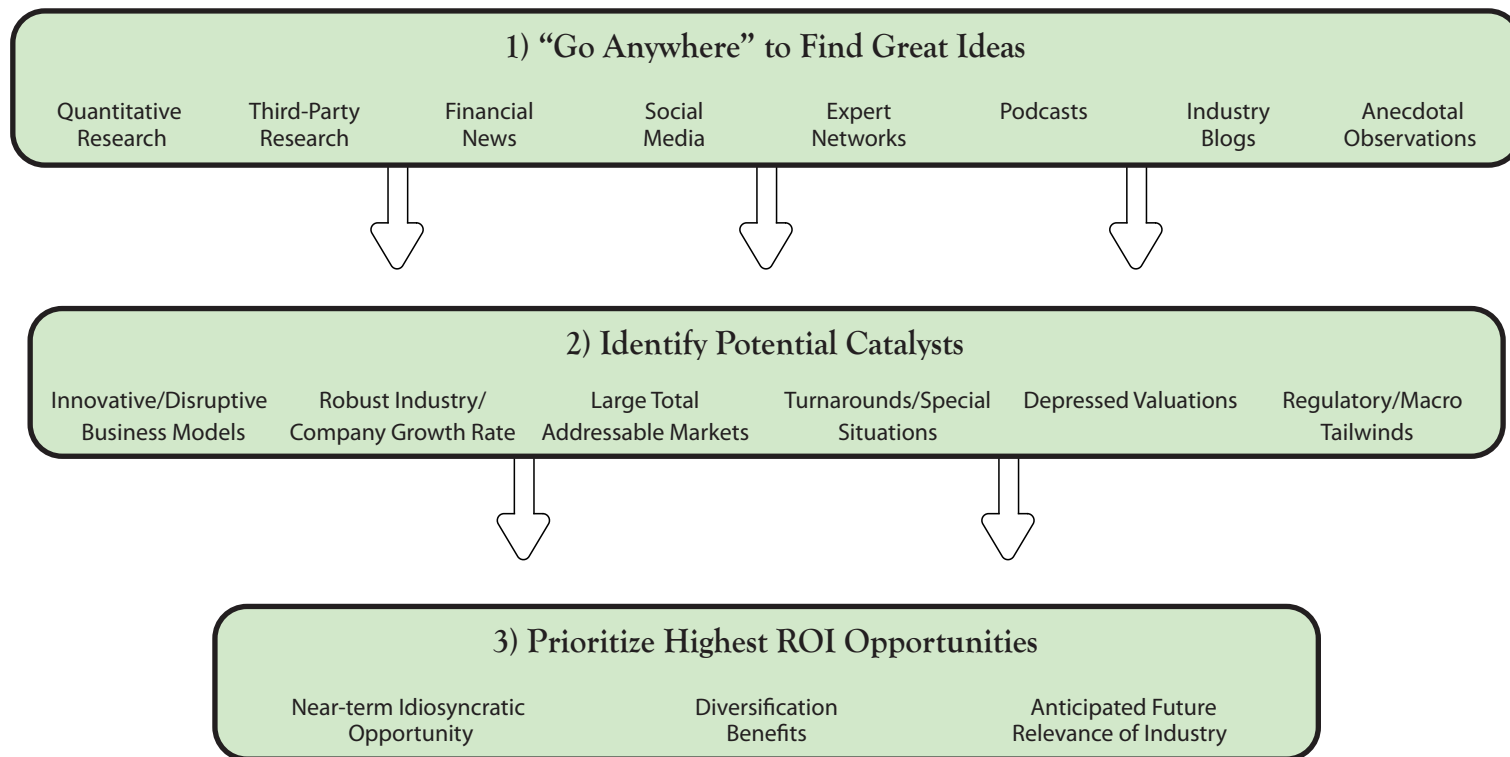 1) “Go Anywhere” to Find Great Ideas
Quantitative
Research
Third-Party
Research
Financial
News
Social
Media
Expert
Networks
Podcasts
Industry
Blogs
Anecdotal
Observations
2) Identify Potential Catalysts
Innovative/Disruptive
Business Models
Robust Industry/
Company Growth Rate
Large Total
Addressable Markets
Turnarounds/Special
Situations
Depressed Valuations
Regulatory/Macro
Tailwinds
3) Prioritize Highest ROI Opportunities
Near-term Idiosyncratic
Opportunity
Diversification
Benefits
Anticipated Future
Relevance of Industry